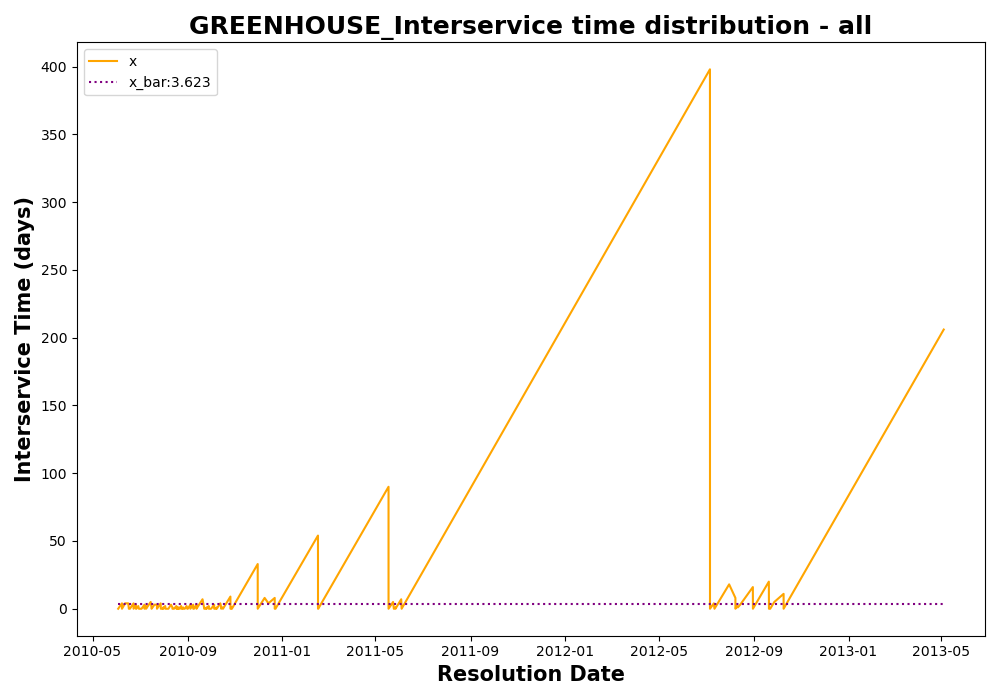 GREENHOUSE_Interservice time distribution - all
x
x_bar:3.623
Interservice Time (days)
400
350
300
250
200
150
100
50
0
2010-05 2010-09 2011-01 2011-05 2011-09 2012-01 2012-05 2012-09 2013-01 2013-05
Resolution Date